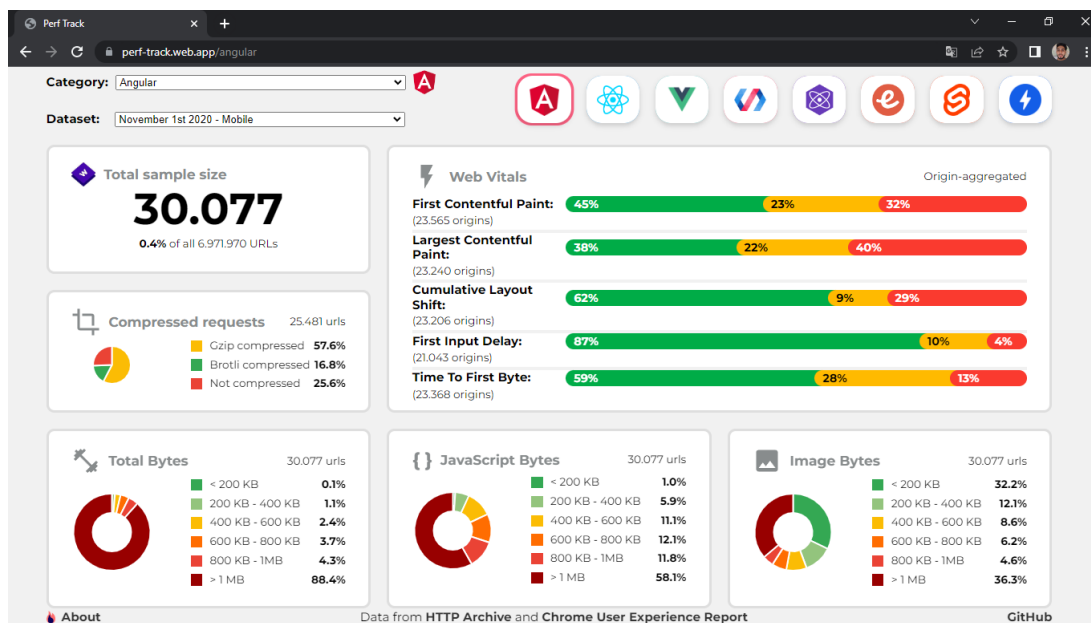 Perf Track
perf-track.web.app/angular
Category: Angular
Dataset: November 1st 2020 - Mobile
Total sample size
30.077
0.4% of all 6.971.970 URLs
Compressed requests 25.481 urls
Gzip compressed 57.6%
Brotli compressed 16.8%
Not compressed 25.6%
Web Vitals Origin-aggregated
First Contentful Paint: 45% 23% 32%
(23.565 origins)
Largest Contentful
Paint: 38% 22% 40%
(23.240 origins)
Cumulative Layout
Shift: 62% 9% 29%
(23.206 origins)
First Input Delay: 87% 10% 4%
(21.043 origins)
Time To First Byte: 59% 28% 13%
(23.368 origins)
Total Bytes 30.077 urls
< 200 KB 0.1%
200 KB - 400 KB 1.1%
400 KB - 600 KB 2.4%
600 KB - 800 KB 3.7%
800 KB - 1MB 4.3%
> 1 MB 88.4%
{ } JavaScript Bytes 30.077 urls
< 200 KB 1.0%
200 KB - 400 KB 5.9%
400 KB - 600 KB 11.1%
600 KB - 800 KB 12.1%
800 KB - 1MB 11.8%
> 1 MB 58.1%
Image Bytes 30.077 urls
< 200 KB 32.2%
200 KB - 400 KB 12.1%
400 KB - 600 KB 8.6%
600 KB - 800 KB 6.2%
800 KB - 1MB 4.6%
> 1 MB 36.3%
About Data from HTTP Archive and Chrome User Experience Report GitHub